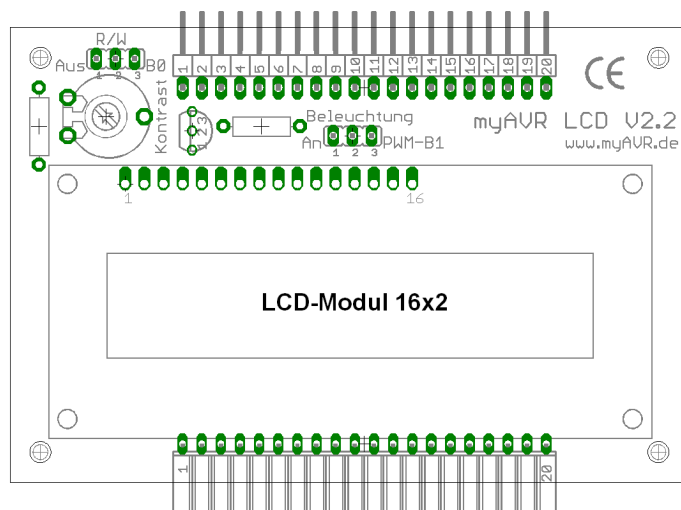 R/W
Aus B0
1 2 3
Kontrast
1 2 3 4 5 6 7 8 9 10 11 12 13 14 15 16 17 18 19 20
CE
1 2 3
Beleuchtung
An PWM-B1
1 2 3
myAVR LCD V2.2
www.myAVR.de
1 16
LCD-Modul 16x2
1 20